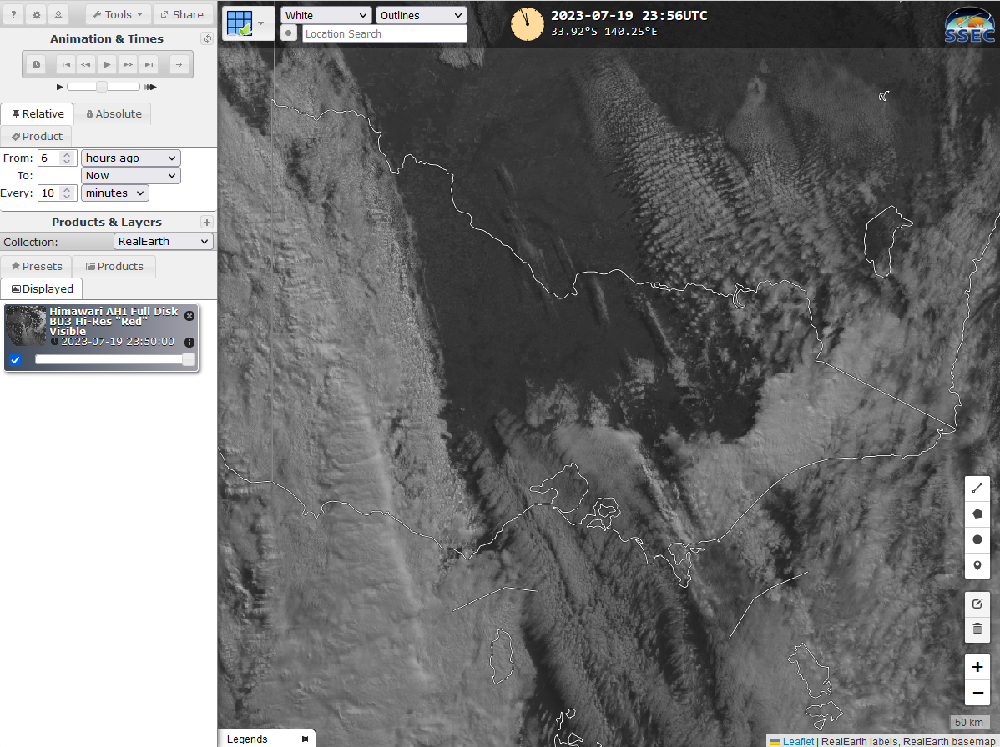 ?
Tools
Share
Animation & Times
Relative
Absolute
Product
From: 6 hours ago
To: Now
Every: 10 minutes
Products & Layers
Collection: RealEarth
Presets
Products
Displayed
Himawari AHI Full Disk
B03 Hi-Res "Red"
Visible
2023-07-19 23:50:00
White
Outlines
Location Search
2023-07-19 23:56UTC
33.92°S 140.25°E
SSEC
+
−
50 km
Legends
Leaflet | RealEarth labels, RealEarth basemap